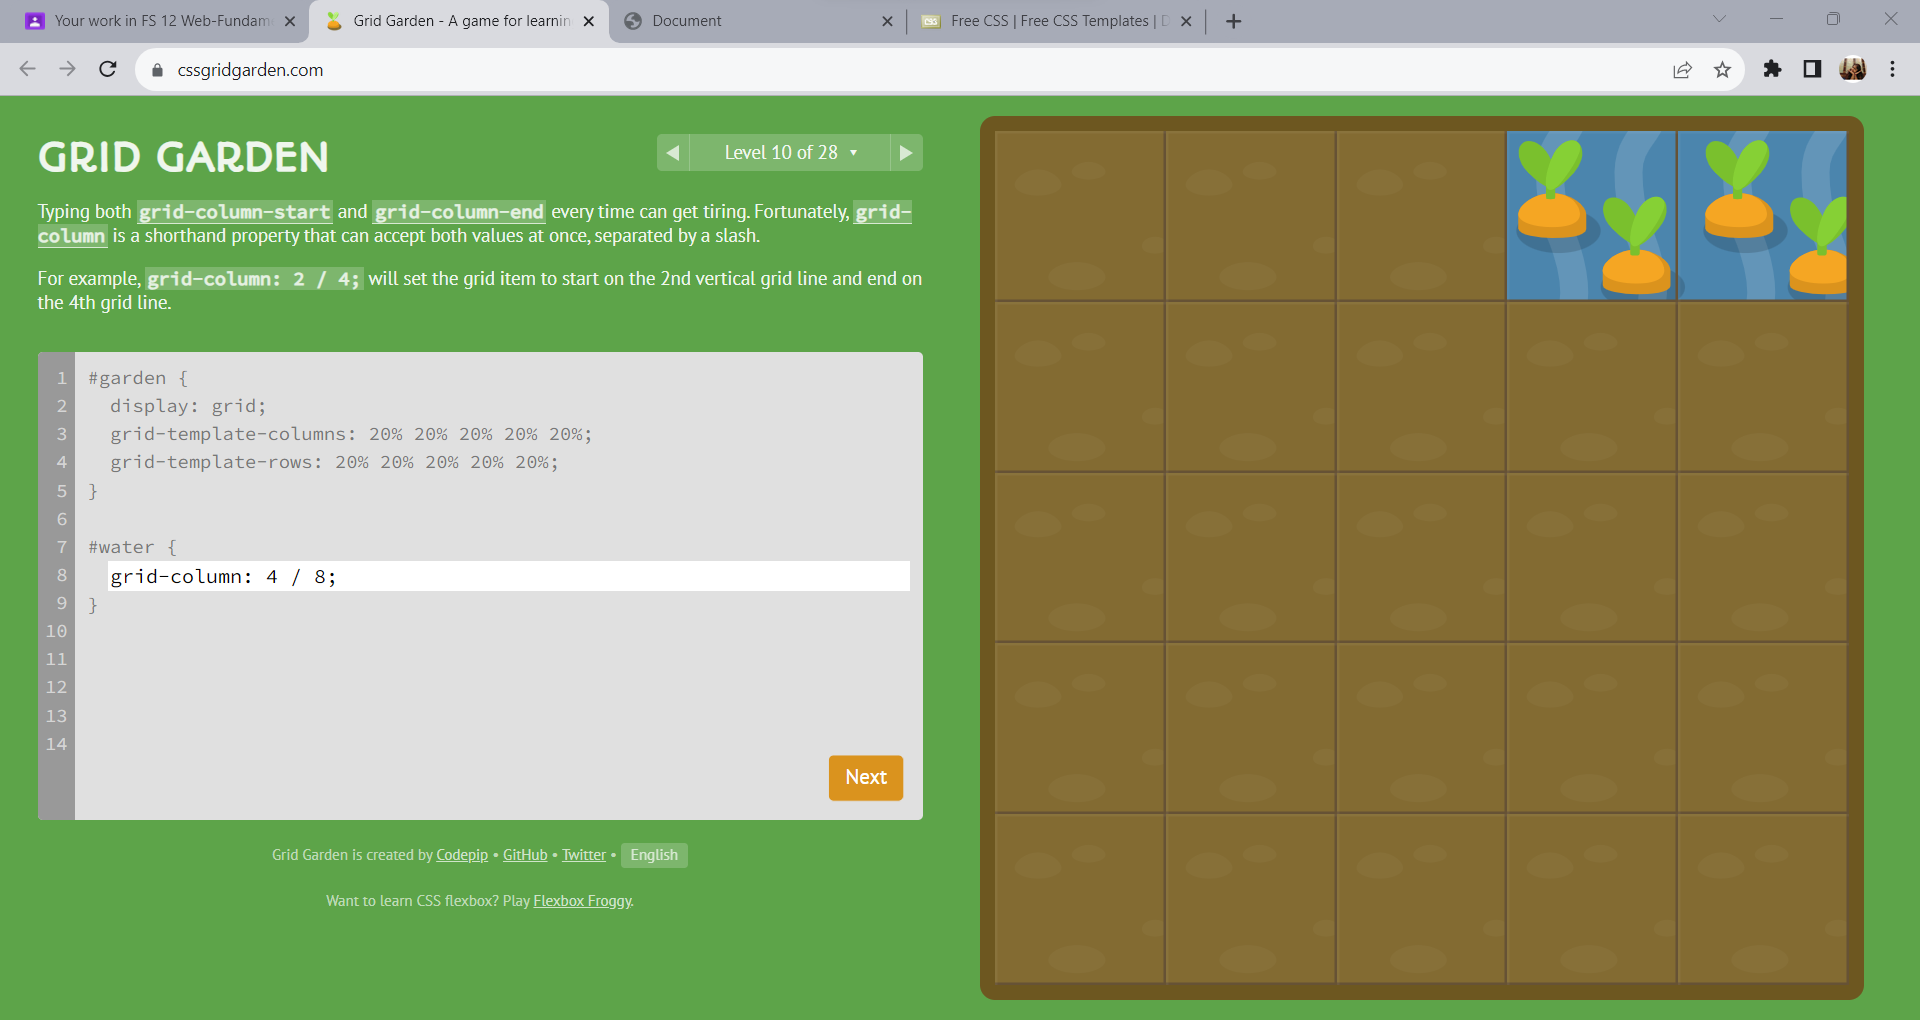 Your work in FS 12 Web-Fundam
Grid Garden - A game for learnin
Document
Free CSS | Free CSS Templates |
cssgridgarden.com
GRID GARDEN
Level 10 of 28
Typing both grid-column-start and grid-column-end every time can get tiring. Fortunately, grid-
column is a shorthand property that can accept both values at once, separated by a slash.
For example, grid-column: 2 / 4; will set the grid item to start on the 2nd vertical grid line and end on
the 4th grid line.
1 #garden {
2 display: grid;
3 grid-template-columns: 20% 20% 20% 20% 20%;
4 grid-template-rows: 20% 20% 20% 20% 20%;
5 }
6
7 #water {
8 grid-column: 4 / 8;
9 }
10
11
12
13
14
Next
Grid Garden is created by Codepip • GitHub • Twitter • English
Want to learn CSS flexbox? Play Flexbox Froggy.